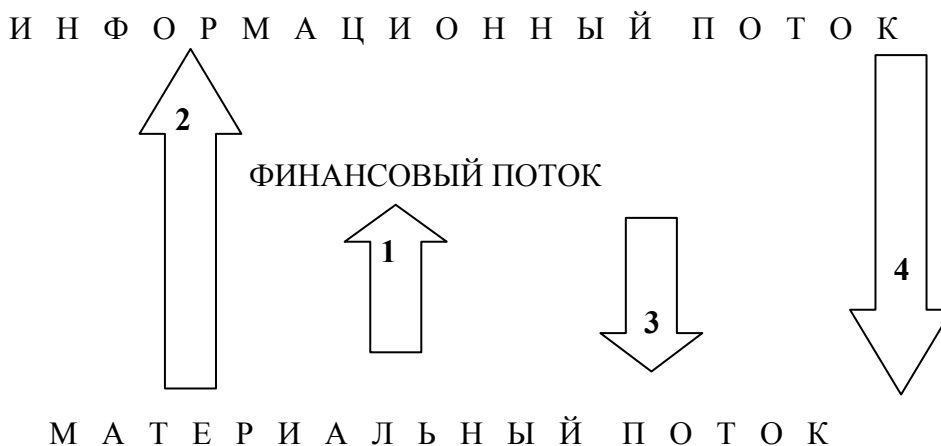 И Н Ф О Р М А Ц И О Н Н Ы Й П О Т О К
2
ФИНАНСОВЫЙ ПОТОК
1
4
3
М А Т Е Р И А Л Ь Н Ы Й П О Т О К